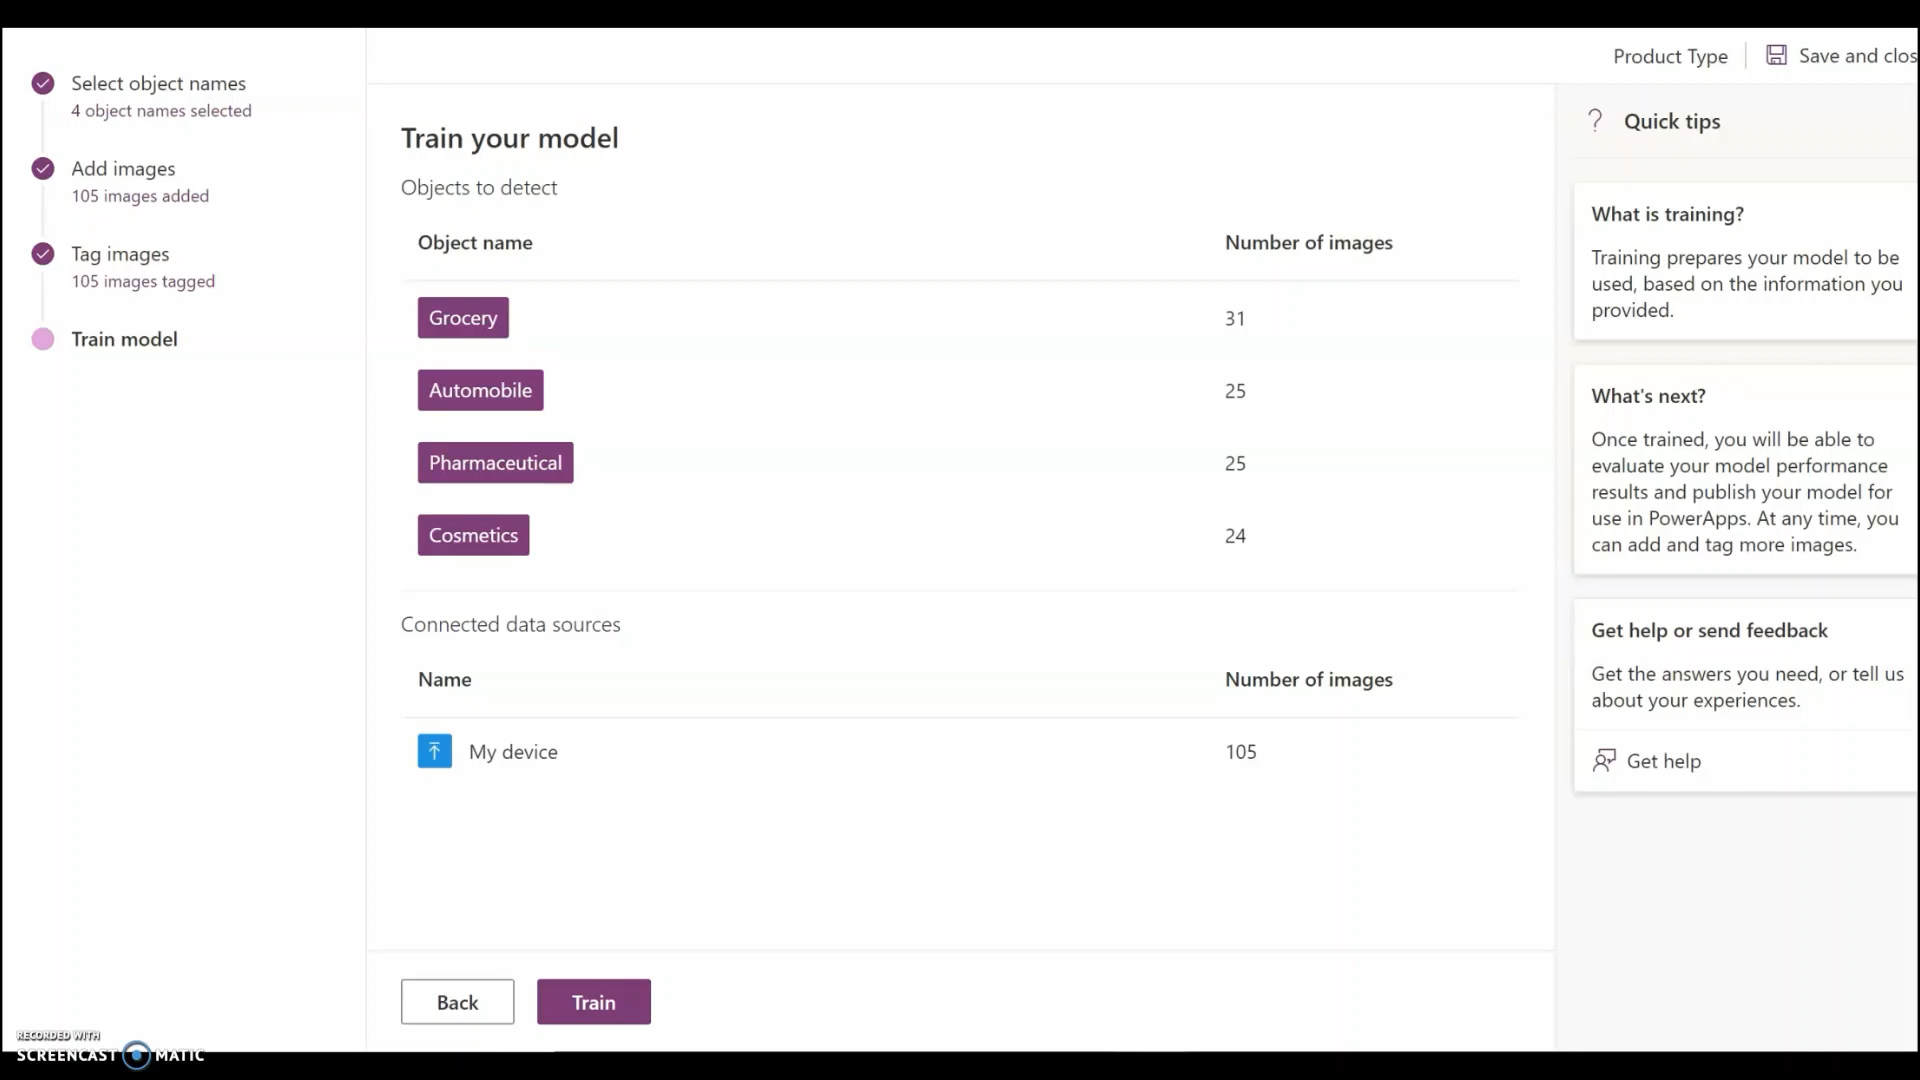 Product Type
Save and clos
Select object names
4 object names selected
Add images
105 images added
Tag images
105 images tagged
Train model
Train your model
Objects to detect
Object name Number of images
Grocery 31
Automobile 25
Pharmaceutical 25
Cosmetics 24
Connected data sources
Name Number of images
My device 105
Back Train
Quick tips
What is training?
Training prepares your model to be
used, based on the information you
provided.
What's next?
Once trained, you will be able to
evaluate your model performance
results and publish your model for
use in PowerApps. At any time, you
can add and tag more images.
Get help or send feedback
Get the answers you need, or tell us
about your experiences.
Get help
RECORDED WITH
SCREENCAST MATIC